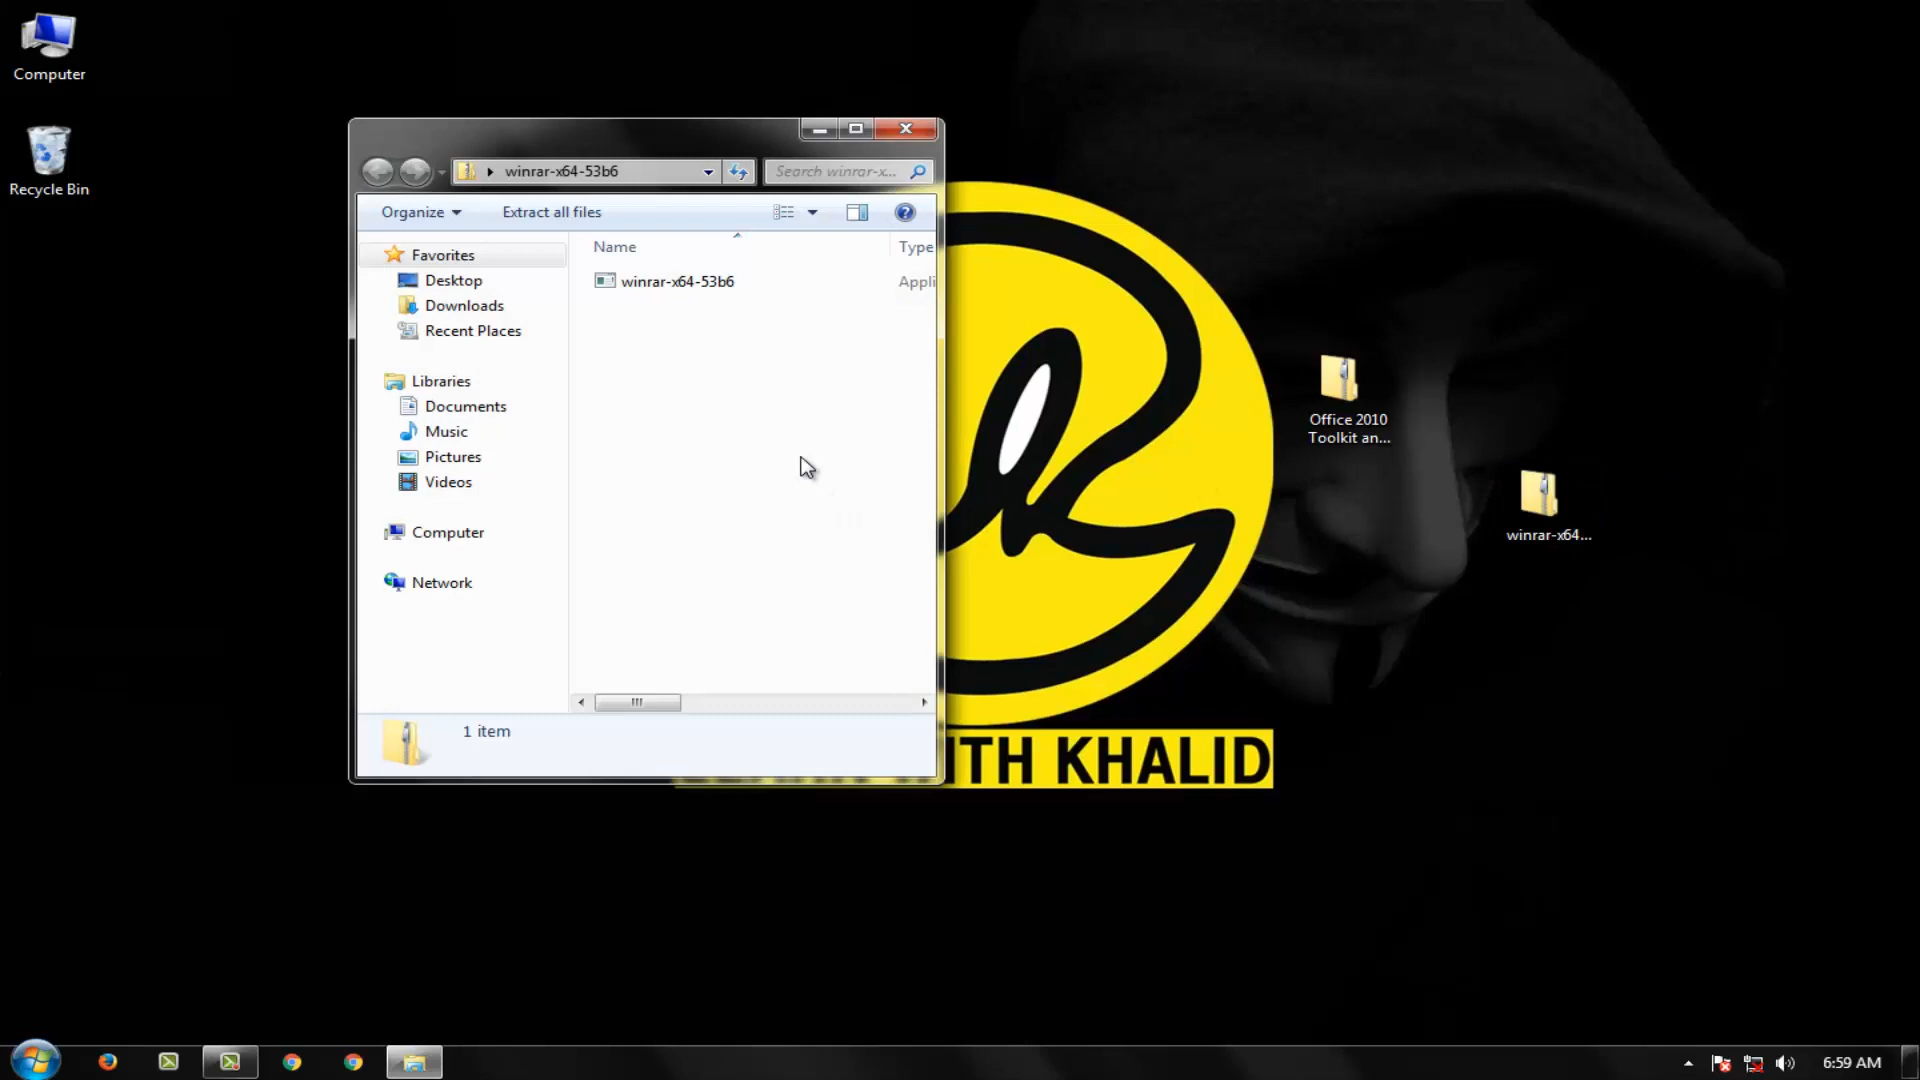 Computer
Recycle Bin
winrar-x64-53b6
Search winrar-x...
Organize
Extract all files
Name
Type
Favorites
Desktop
Downloads
Recent Places
winrar-x64-53b6
Appli
Libraries
Documents
Music
Pictures
Videos
Computer
Network
1 item
ITH KHALID
Office 2010
Toolkit an...
winrar-x64...
6:59 AM